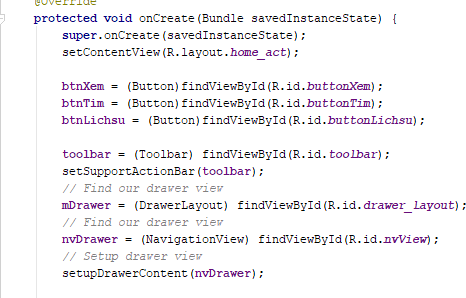 @Override
protected void onCreate(Bundle savedInstanceState) {
super.onCreate(savedInstanceState);
setContentView(R.layout.home_act);
btnXem = (Button)findViewById(R.id.buttonXem);
btnTim = (Button)findViewById(R.id.buttonTim);
btnLichsu = (Button)findViewById(R.id.buttonLichsu);
toolbar = (Toolbar) findViewById(R.id.toolbar);
setSupportActionBar(toolbar);
// Find our drawer view
mDrawer = (DrawerLayout) findViewById(R.id.drawer_layout);
// Find our drawer view
nvDrawer = (NavigationView) findViewById(R.id.nvView);
// Setup drawer view
setupDrawerContent(nvDrawer);